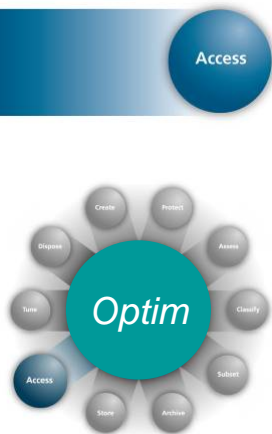 Access
Create
Protect
Dispose
Assess
Optim
Tune
Classify
Access
Subset
Store
Archive